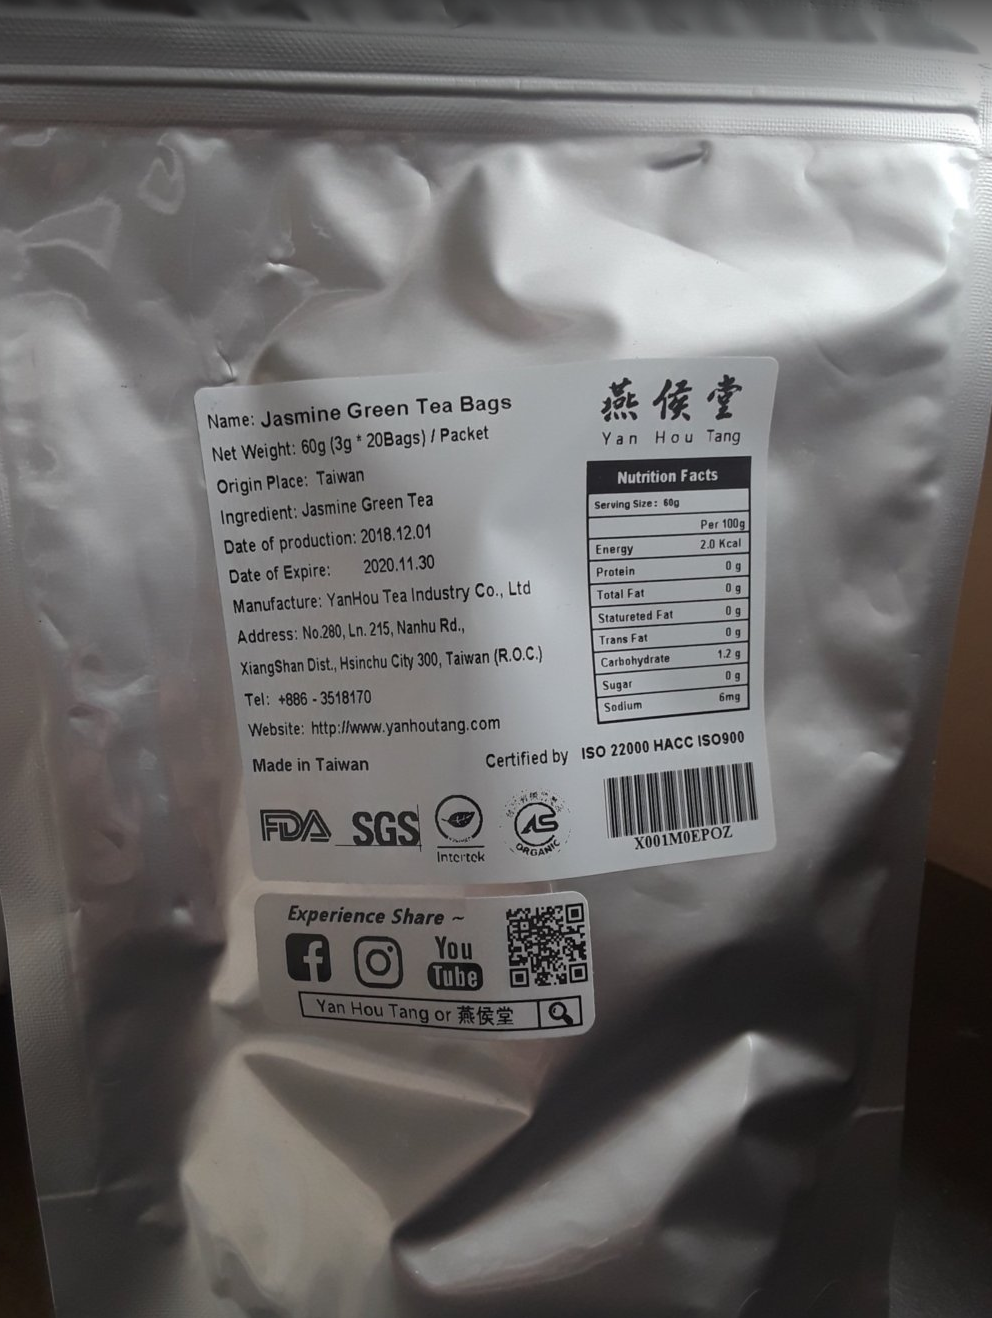 Name: Jasmine Green Tea Bags
Net Weight: 60g (3g * 20Bags) / Packet
Origin Place: Taiwan
Ingredient: Jasmine Green Tea
Date of production: 2018.12.01
Date of Expire: 2020.11.30
Manufacture: YanHou Tea Industry Co., Ltd
Address: No.280, Ln. 215, Nanhu Rd.,
XiangShan Dist., Hsinchu City 300, Taiwan (R.O.C.)
Tel: +886 - 3518170
Website: http://www.yanhoutang.com
Made in Taiwan
燕侯堂
Yan Hou Tang
Nutrition Facts
Serving Size: 60g
Per 100g
Energy 2.0 Kcal
Protein 0 g
Total Fat 0 g
Statureted Fat 0 g
Trans Fat 0 g
Carbohydrate 1.2 g
Sugar 0 g
Sodium 6mg
Certified by ISO 22000 HACC ISO900
FDA SGS
Intertek
AS
ORGANIC
X001M0EPOZ
Experience Share ~
You
Tube
Yan Hou Tang or 燕侯堂